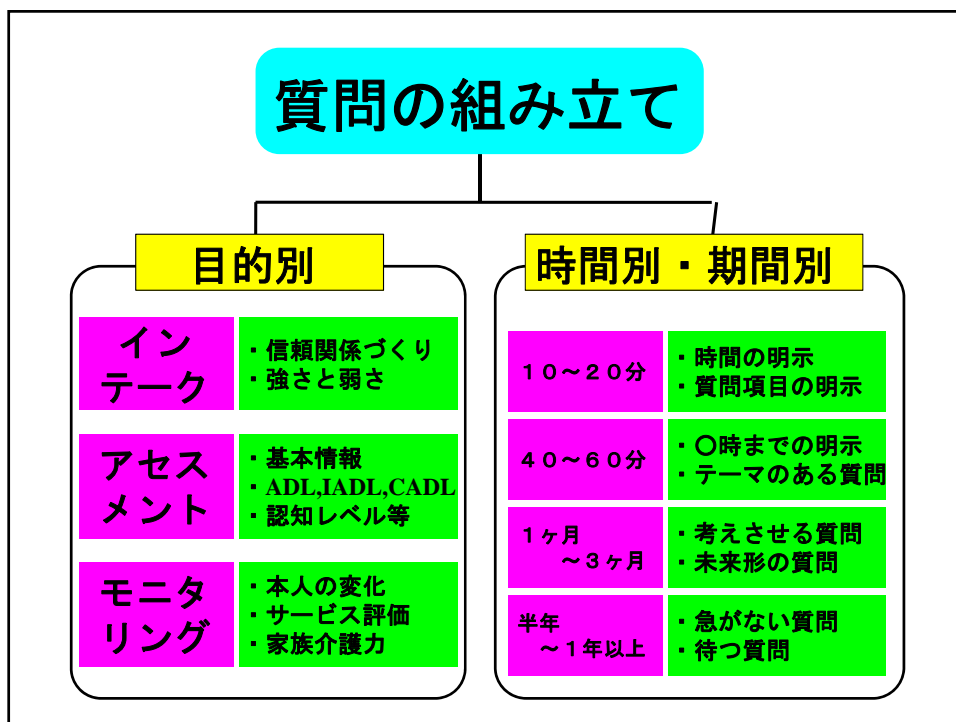 質問の組み立て
目的別
イン
テーク
・信頼関係づくり
・強さと弱さ
アセス
メント
・基本情報
・ADL,IADL,CADL
・認知レベル等
モニタ
リング
・本人の変化
・サービス評価
・家族介護力
時間別・期間別
１０～２０分
・時間の明示
・質問項目の明示
４０～６０分
・〇時までの明示
・テーマのある質問
１ヶ月
～３ヶ月
・考えさせる質問
・未来形の質問
半年
～１年以上
・急がない質問
・待つ質問